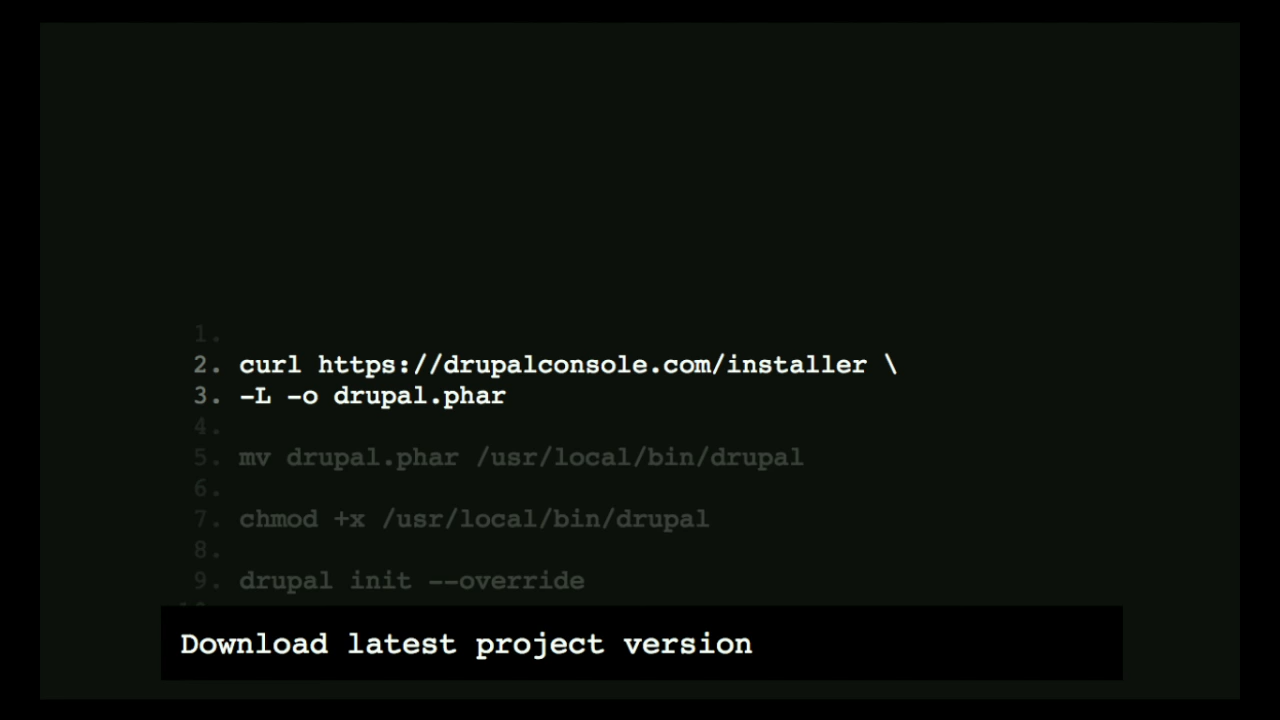 1.
2. curl https://drupalconsole.com/installer \
3. -L -o drupal.phar
4.
5. mv drupal.phar /usr/local/bin/drupal
6.
7. chmod +x /usr/local/bin/drupal
8.
9. drupal init --override
Download latest project version